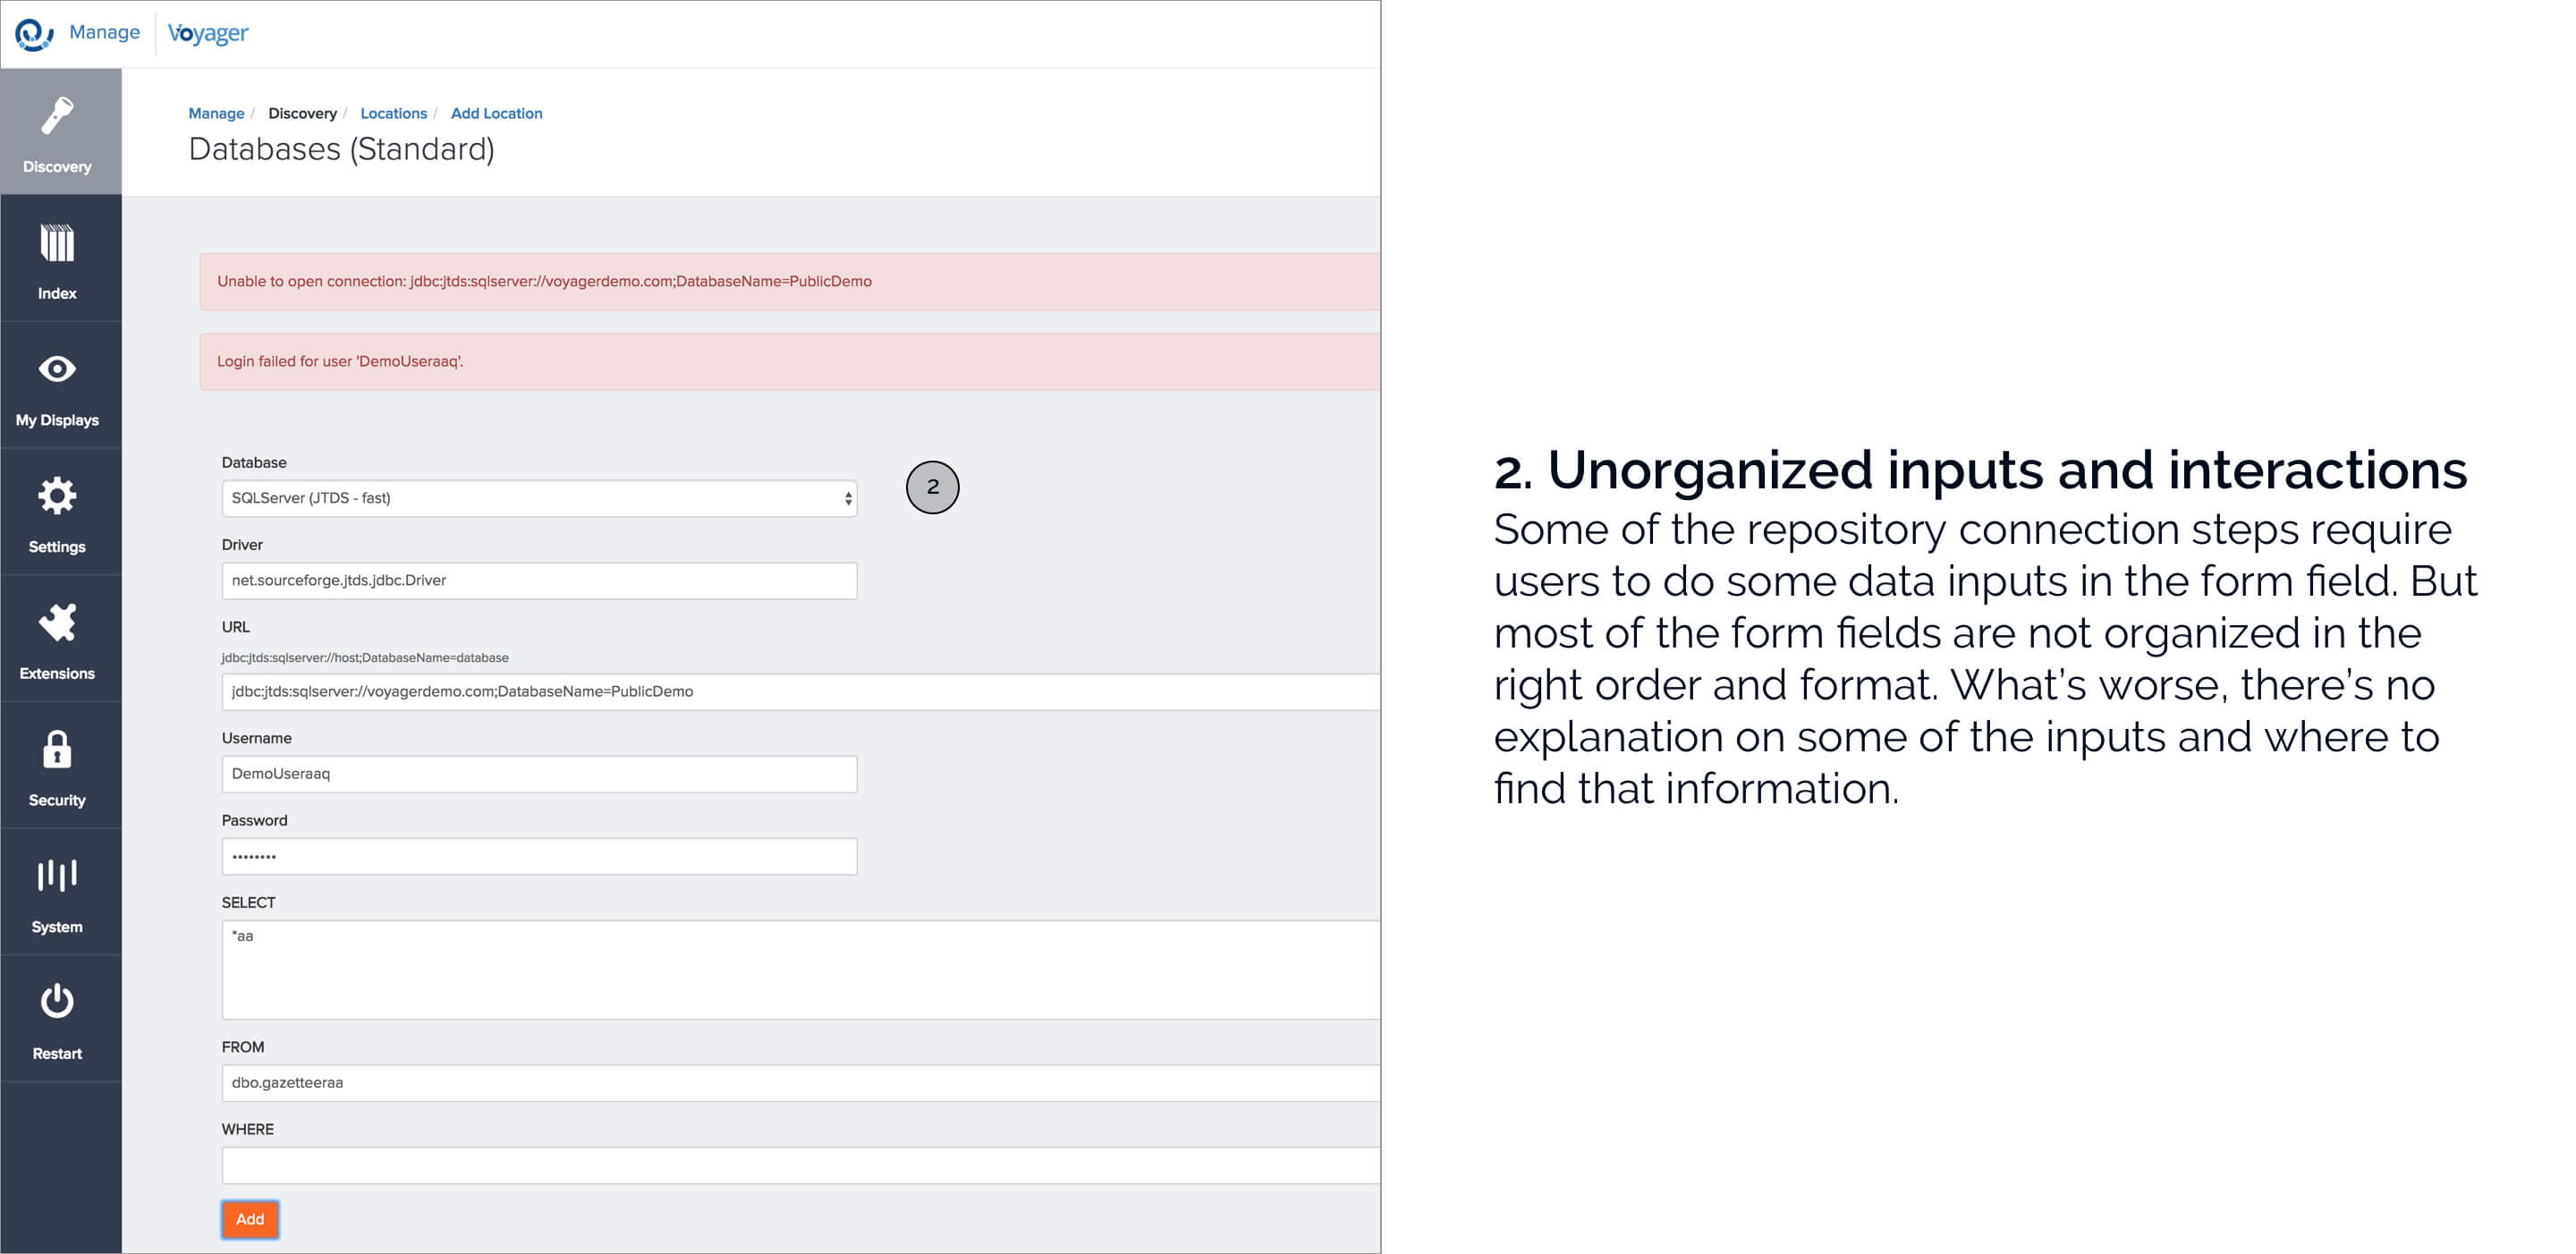 Manage
Voyager
Discovery
Index
My Displays
Settings
Extensions
Security
System
Restart
Manage / Discovery / Locations / Add Location
Databases (Standard)
Unable to open connection: jdbc:jtds:sqlserver://voyagerdemo.com;DatabaseName=PublicDemo
Login failed for user 'DemoUseraaq'.
Database
SQLServer (JTDS - fast)
2
Driver
net.sourceforge.jtds.jdbc.Driver
URL
jdbc:jtds:sqlserver://host;DatabaseName=database
jdbc:jtds:sqlserver://voyagerdemo.com;DatabaseName=PublicDemo
Username
DemoUseraaq
Password
••••••••
SELECT
*aa
FROM
dbo.gazetteeraa
WHERE
Add
2. Unorganized inputs and interactions
Some of the repository connection steps require
users to do some data inputs in the form field. But
most of the form fields are not organized in the
right order and format. What’s worse, there’s no
explanation on some of the inputs and where to
find that information.